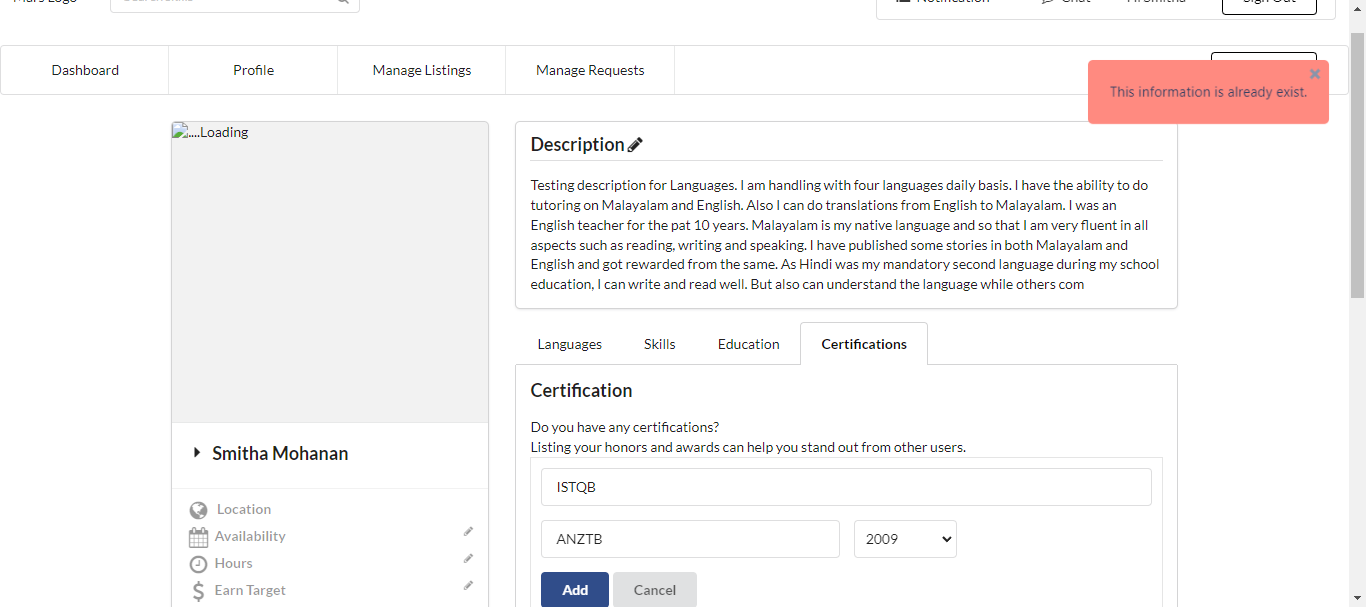 Mars Logo
Notification Chat Hi Smitha Sign Out
Dashboard Profile Manage Listings Manage Requests
This information is already exist.
....Loading
Description
Testing description for Languages. I am handling with four languages daily basis. I have the ability to do
tutoring on Malayalam and English. Also I can do translations from English to Malayalam. I was an
English teacher for the pat 10 years. Malayalam is my native language and so that I am very fluent in all
aspects such as reading, writing and speaking. I have published some stories in both Malayalam and
English and got rewarded from the same. As Hindi was my mandatory second language during my school
education, I can write and read well. But also can understand the language while others com
Languages Skills Education Certifications
Certification
Do you have any certifications?
Listing your honors and awards can help you stand out from other users.
ISTQB
ANZTB 2009
Add Cancel
Smitha Mohanan
Location
Availability
Hours
Earn Target